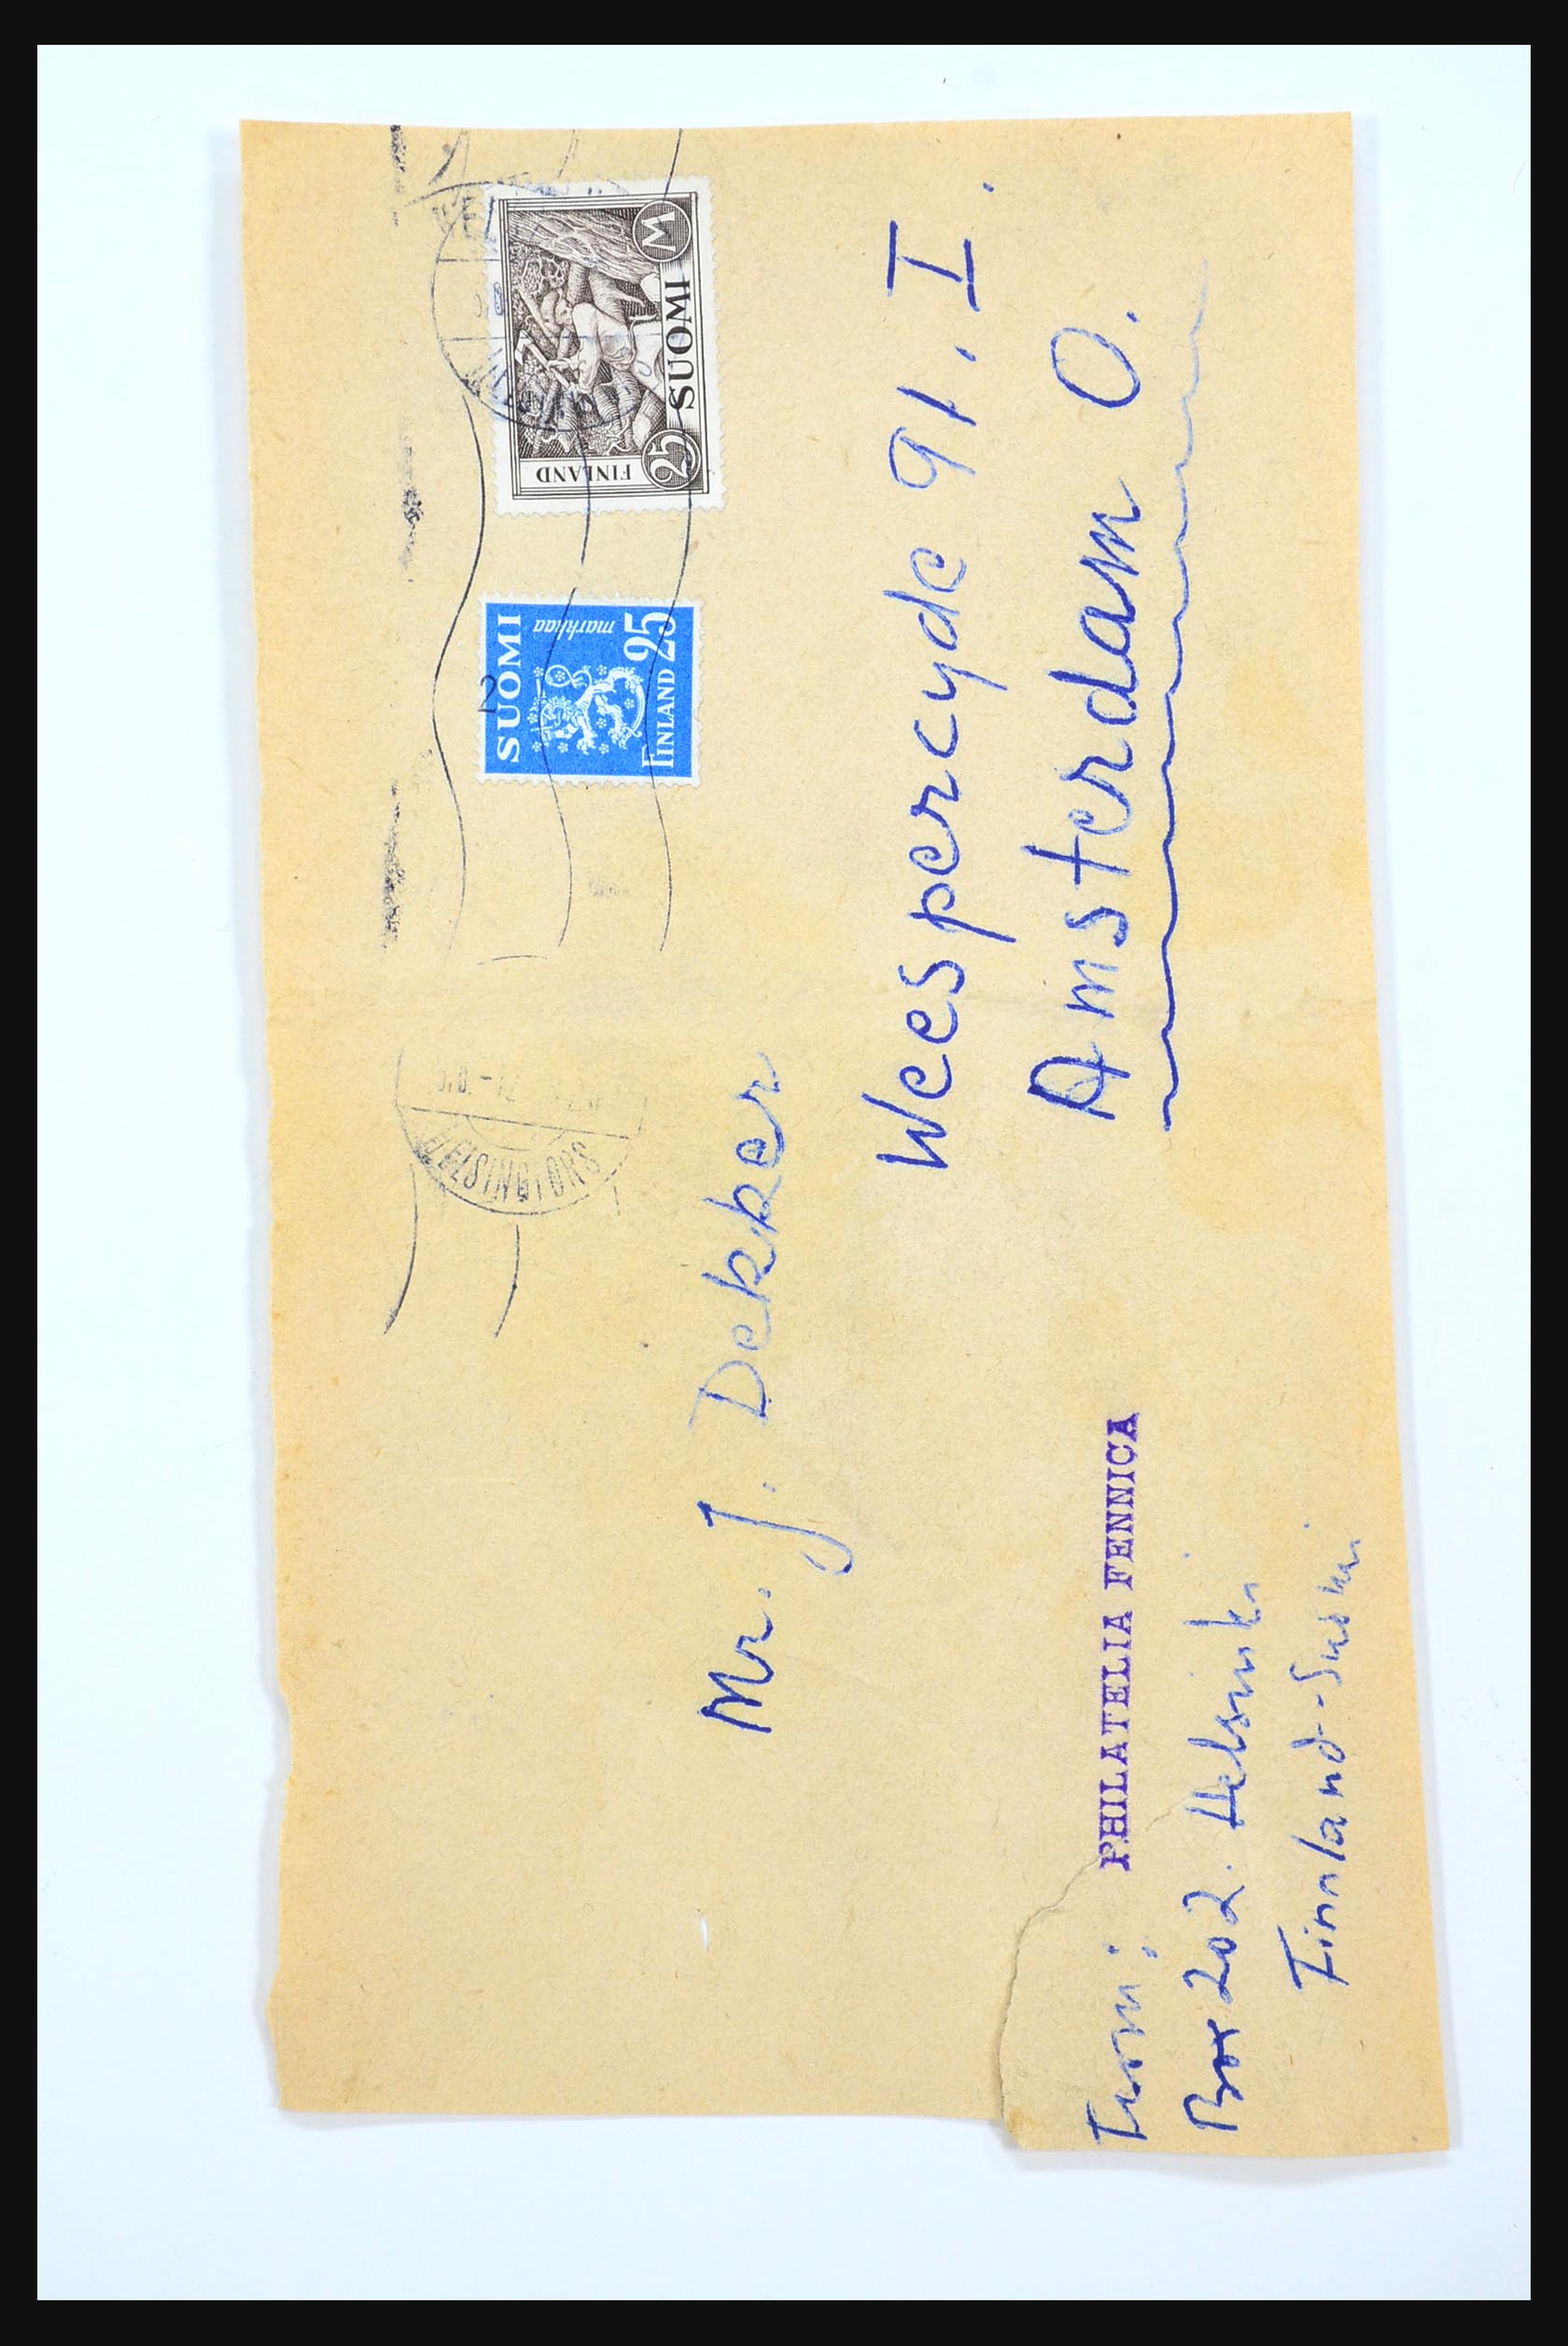 SUOMI
markkaa
FINLAND 25
FINLAND
25 SUOMI M
HELSINGFORS
Mr. J. Dekker
Weespercyde 91. I.
Amsterdam O.
From: PHILATELIA FENNICA
Box 202. Helsinki
Finnland-Suomi